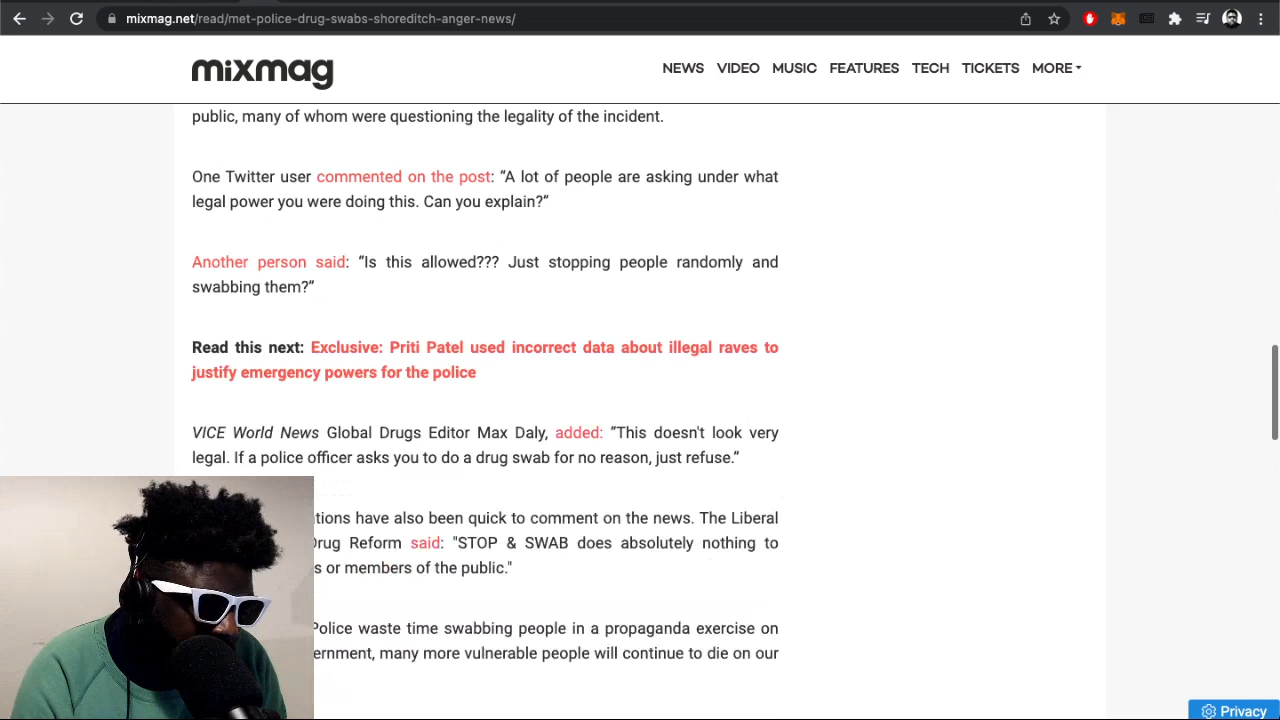 mixmag.net/read/met-police-drug-swabs-shoreditch-anger-news/
mixmag
NEWS VIDEO MUSIC FEATURES TECH TICKETS MORE
public, many of whom were questioning the legality of the incident.
One Twitter user commented on the post: “A lot of people are asking under what
legal power you were doing this. Can you explain?“
Another person said: “Is this allowed??? Just stopping people randomly and
swabbing them?”
Read this next: Exclusive: Priti Patel used incorrect data about illegal raves to
justify emergency powers for the police
VICE World News Global Drugs Editor Max Daly, added: ”This doesn't look very
legal. If a police officer asks you to do a drug swab for no reason, just refuse.”
tions have also been quick to comment on the news. The Liberal
Drug Reform said: "STOP & SWAB does absolutely nothing to
s or members of the public."
Police waste time swabbing people in a propaganda exercise on
ernment, many more vulnerable people will continue to die on our
Privacy